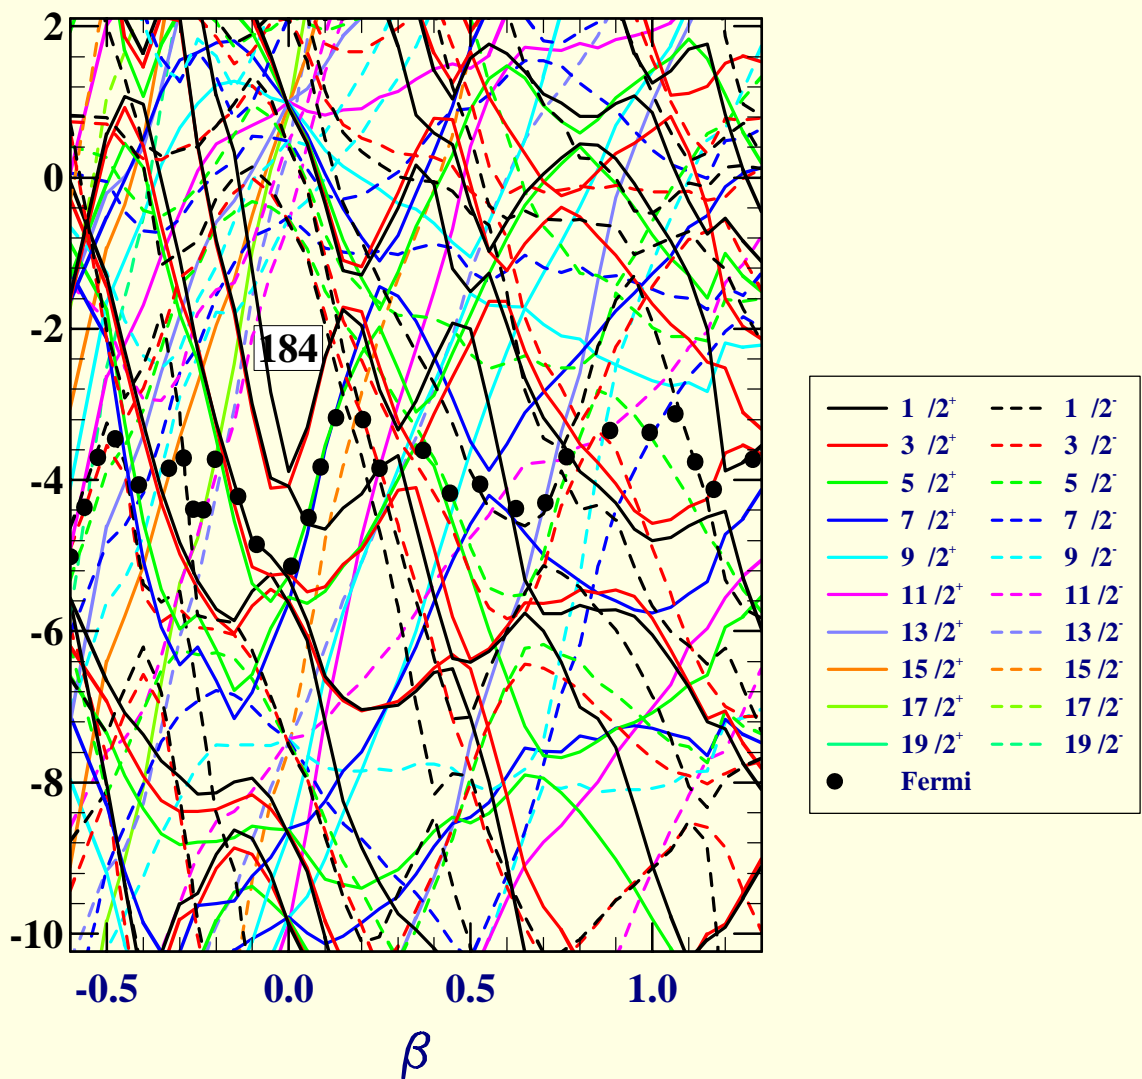 2
0
-2
-4
-6
-8
-10
184
-0.5 0.0 0.5 1.0
β
1 /2⁺ 1 /2⁻
3 /2⁺ 3 /2⁻
5 /2⁺ 5 /2⁻
7 /2⁺ 7 /2⁻
9 /2⁺ 9 /2⁻
11 /2⁺ 11 /2⁻
13 /2⁺ 13 /2⁻
15 /2⁺ 15 /2⁻
17 /2⁺ 17 /2⁻
19 /2⁺ 19 /2⁻
Fermi